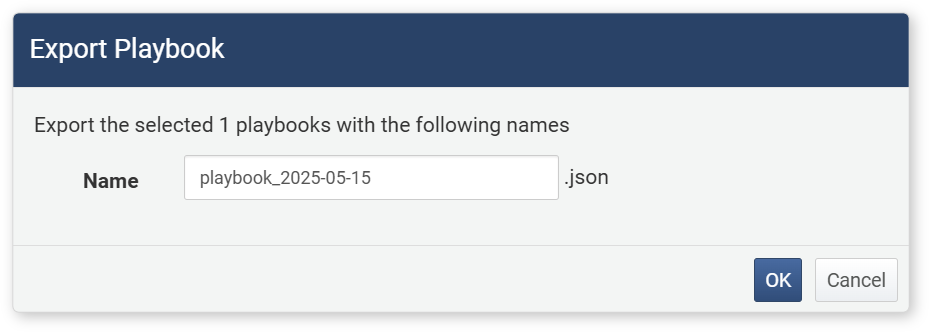 Export Playbook
Export the selected 1 playbooks with the following names
Name playbook_2025-05-15 .json
OK Cancel